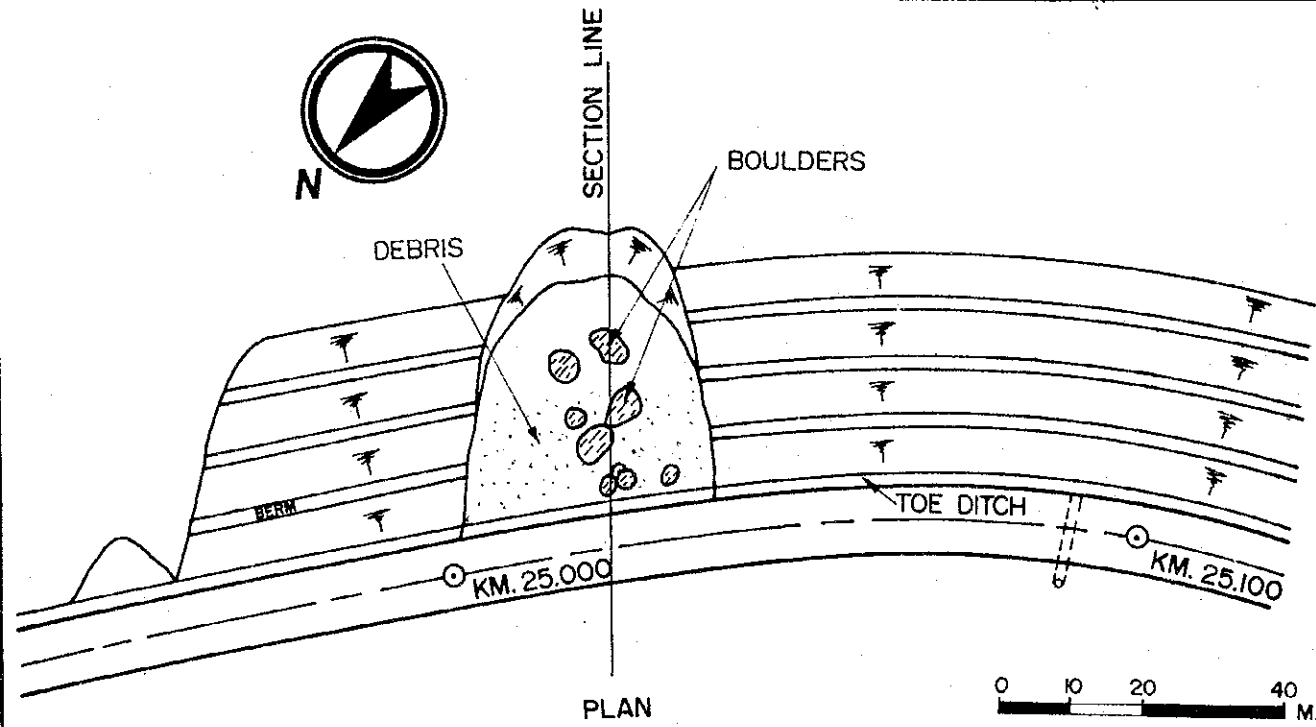 SECTION LINE
N
BOULDERS
DEBRIS
BERM
TOE DITCH
KM. 25.000
KM. 25.100
PLAN
0 10 20 40 M